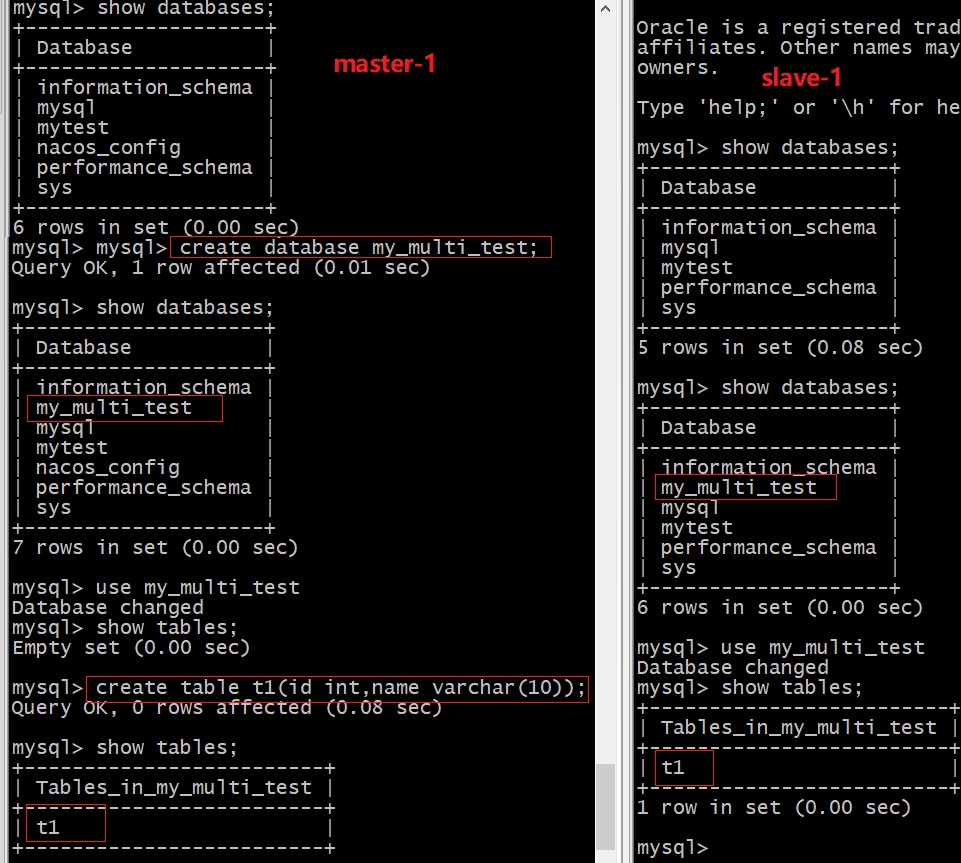 mysql> show databases;
+---------------------+
| Database            |
+---------------------+
| information_schema |
| mysql              |
| mytest             |
| nacos_config       |
| performance_schema |
| sys                |
+---------------------+
6 rows in set (0.00 sec)
mysql> mysql> create database my_multi_test;
Query OK, 1 row affected (0.01 sec)
mysql> show databases;
+---------------------+
| Database            |
+---------------------+
| information_schema |
| my_multi_test      |
| mysql              |
| mytest             |
| nacos_config       |
| performance_schema |
| sys                |
+---------------------+
7 rows in set (0.00 sec)
mysql> use my_multi_test
Database changed
mysql> show tables;
Empty set (0.00 sec)
mysql> create table t1(id int,name varchar(10));
Query OK, 0 rows affected (0.08 sec)
mysql> show tables;
+--------------------------+
| Tables_in_my_multi_test |
+--------------------------+
| t1                      |
+--------------------------+
master-1
Oracle is a registered trad
affiliates. Other names may
owners.
slave-1
Type 'help;' or '\h' for he
mysql> show databases;
+---------------------+
| Database            |
+---------------------+
| information_schema |
| mysql              |
| mytest             |
| performance_schema |
| sys                |
+---------------------+
5 rows in set (0.08 sec)
mysql> show databases;
+---------------------+
| Database            |
+---------------------+
| information_schema |
| my_multi_test      |
| mysql              |
| mytest             |
| performance_schema |
| sys                |
+---------------------+
6 rows in set (0.00 sec)
mysql> use my_multi_test
Database changed
mysql> show tables;
+--------------------------+
| Tables_in_my_multi_test |
+--------------------------+
| t1                      |
+--------------------------+
1 row in set (0.00 sec)
mysql>